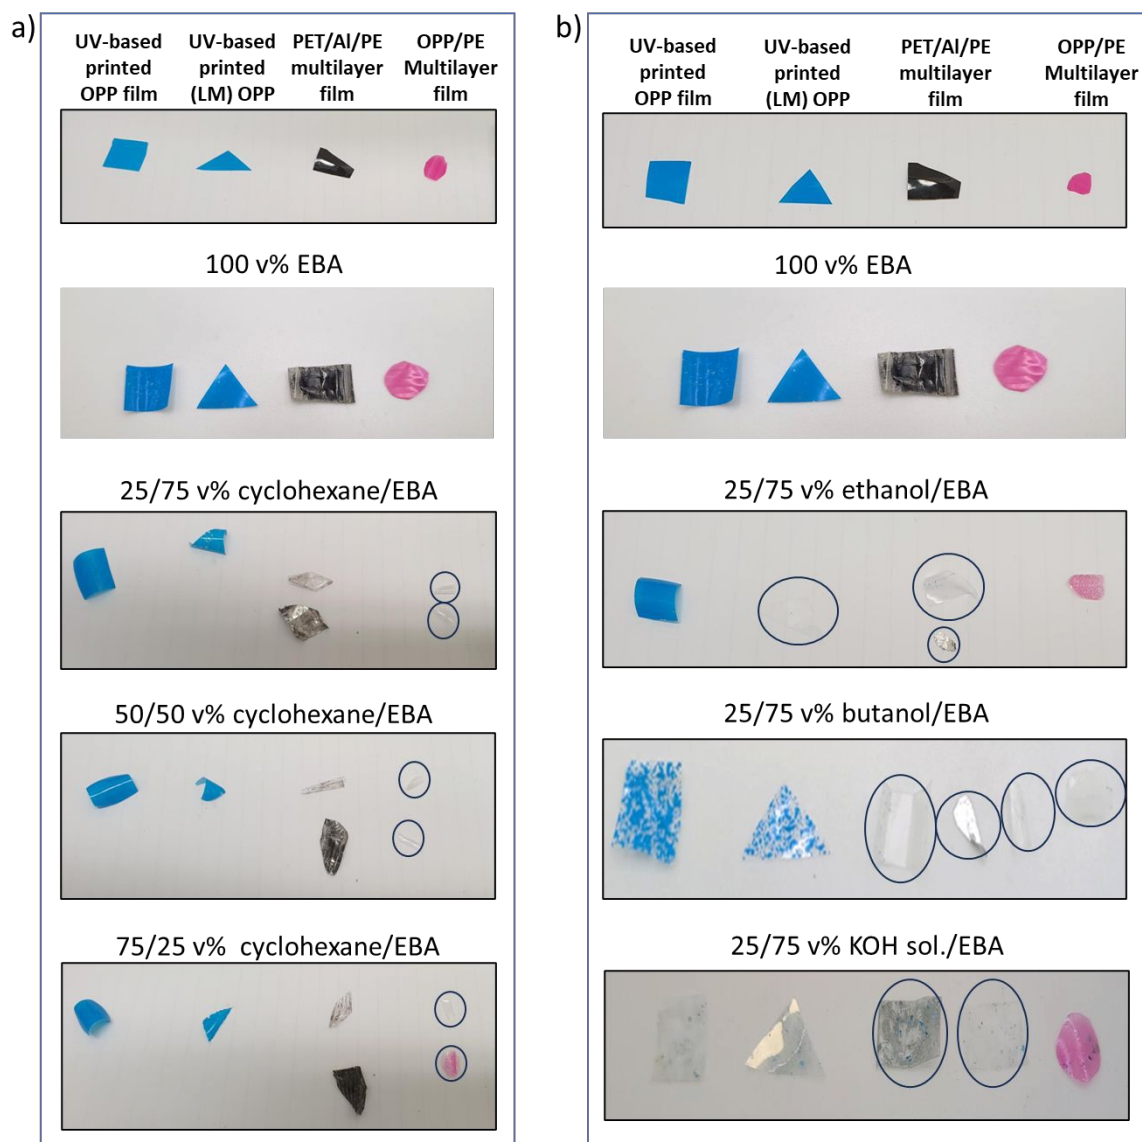 a)
UV-based
printed
OPP film
UV-based
printed
(LM) OPP
PET/Al/PE
multilayer
film
OPP/PE
Multilayer
film
100 v% EBA
25/75 v% cyclohexane/EBA
50/50 v% cyclohexane/EBA
75/25 v% cyclohexane/EBA
b)
UV-based
printed
OPP film
UV-based
printed
(LM) OPP
PET/Al/PE
multilayer
film
OPP/PE
Multilayer
film
100 v% EBA
25/75 v% ethanol/EBA
25/75 v% butanol/EBA
25/75 v% KOH sol./EBA